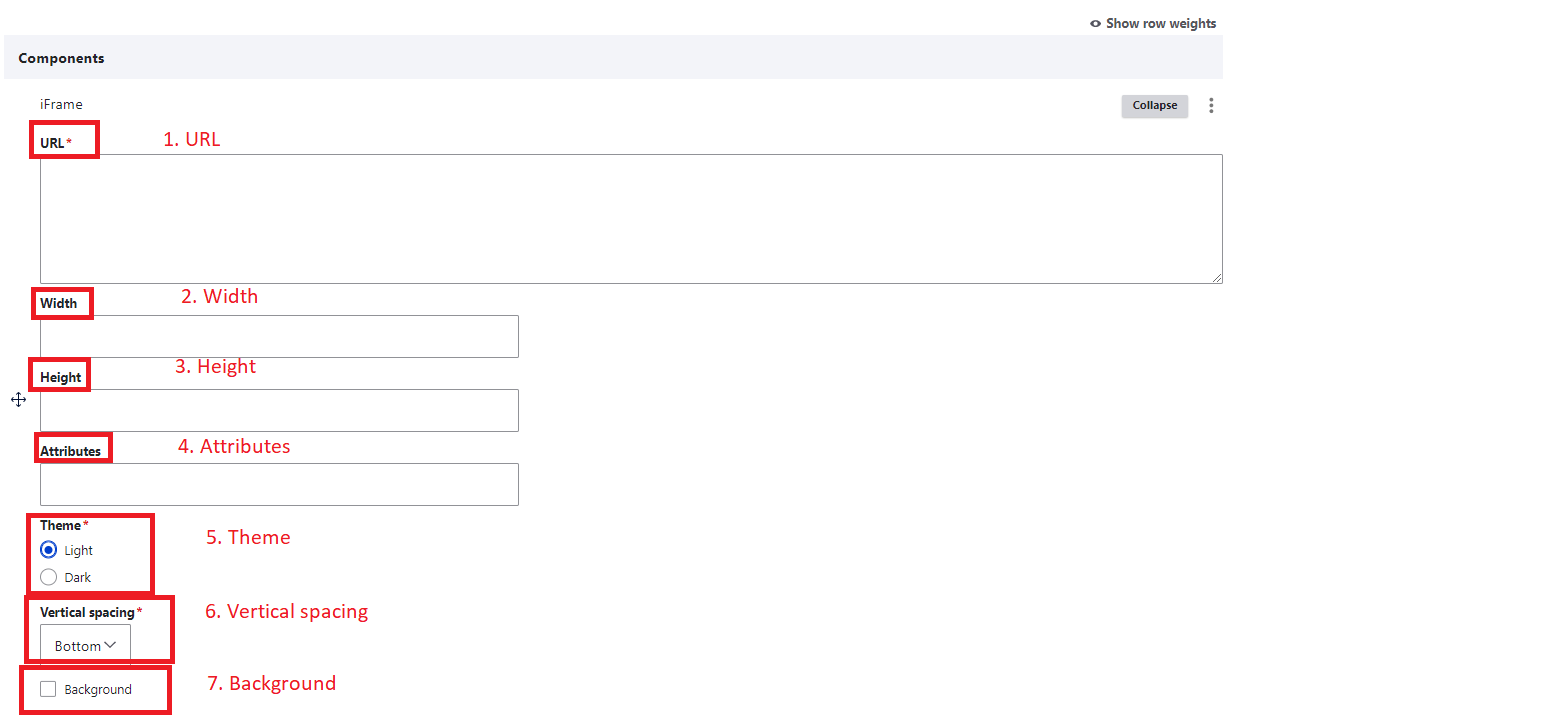 Show row weights
Components
iFrame
Collapse
URL* 1. URL
Width 2. Width
Height 3. Height
Attributes 4. Attributes
Theme* 5. Theme
Light
Dark
Vertical spacing* 6. Vertical spacing
Bottom
Background 7. Background